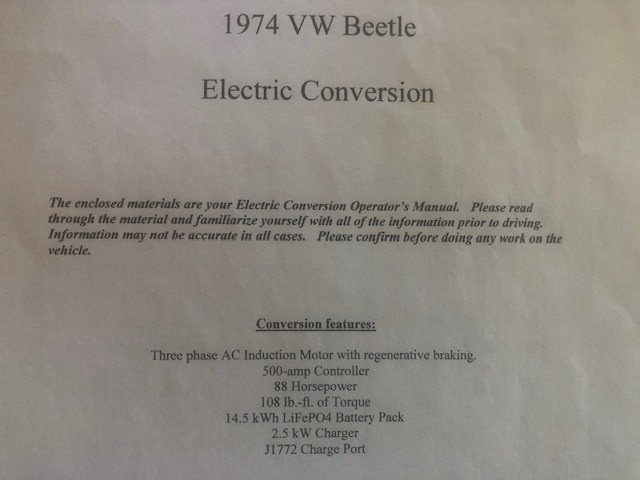 1974 VW Beetle
Electric Conversion
The enclosed materials are your Electric Conversion Operator's Manual.   Please read
through the material and familiarize yourself with all of the information prior to driving.
Information may not be accurate in all cases.   Please confirm before doing any work on the
vehicle.
Conversion features:
Three phase AC Induction Motor with regenerative braking.
500-amp Controller
88 Horsepower
108 lb.-ft. of Torque
14.5 kWh LiFePO4 Battery Pack
2.5 kW Charger
J1772 Charge Port